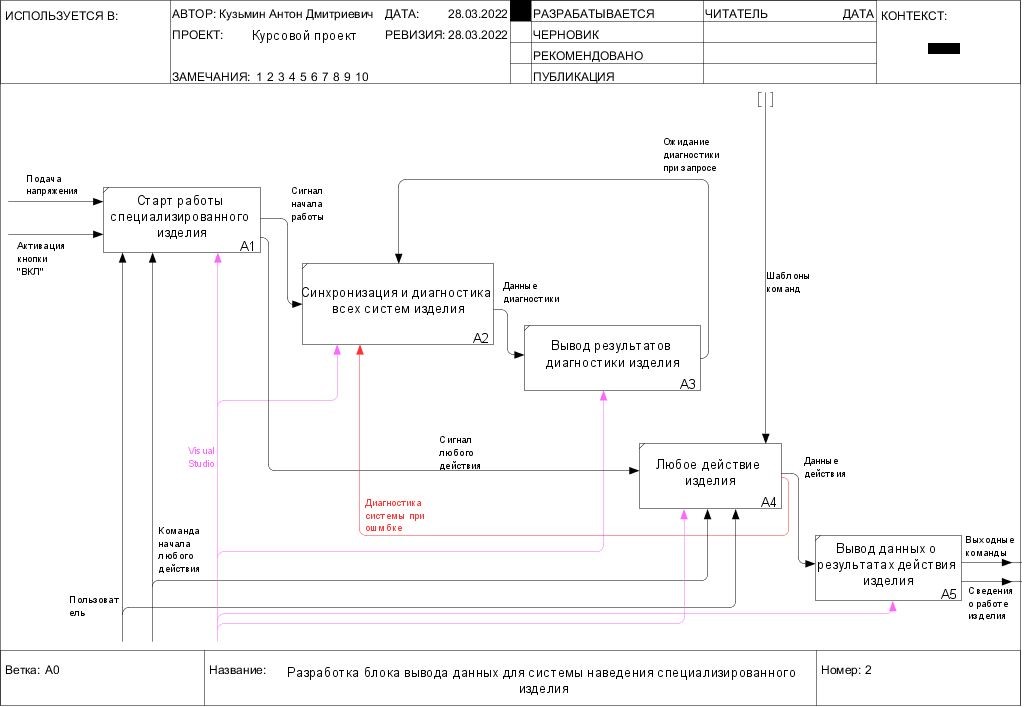 ИСПОЛЬЗУЕТСЯ В:
АВТОР: Кузьмин Антон Дмитриевич
ДАТА: 28.03.2022
ПРОЕКТ: Курсовой проект
РЕВИЗИЯ: 28.03.2022
ЗАМЕЧАНИЯ: 1 2 3 4 5 6 7 8 9 10
РАЗРАБАТЫВАЕТСЯ
ЧЕРНОВИК
РЕКОМЕНДОВАНО
ПУБЛИКАЦИЯ
ЧИТАТЕЛЬ
ДАТА
КОНТЕКСТ:
Подача
напряжения
Активация
кнопки
"ВКЛ"
Старт работы
специализированного
изделия
A1
Сигнал
начала
работы
Синхронизация и диагностика
всех систем изделия
A2
Данные
диагностики
Ожидание
диагностики
при запросе
Вывод результатов
диагностики изделия
A3
Шаблоны
команд
Visual
Studio
Сигнал
любого
действия
Любое действие
изделия
A4
Данные
действия
Диагностика
системы при
ошмбке
Команда
начала
любого
действия
Пользоват
ель
Вывод данных о
результатах действия
изделия
A5
Выходные
команды
Сведения
о работе
изделия
Ветка: A0
Название:
Разработка блока вывода данных для системы наведения специализированного
изделия
Номер: 2